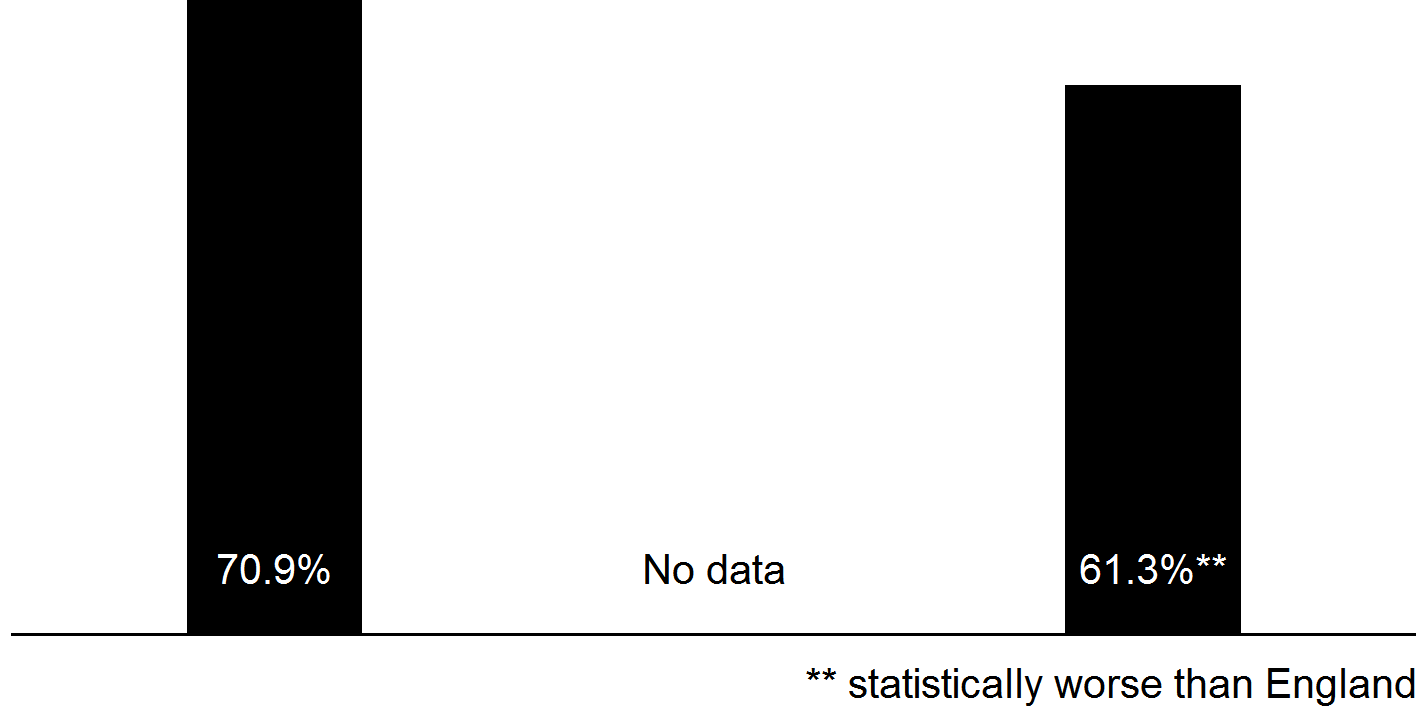 70.9% No data 61.3%**
** statistically worse than England